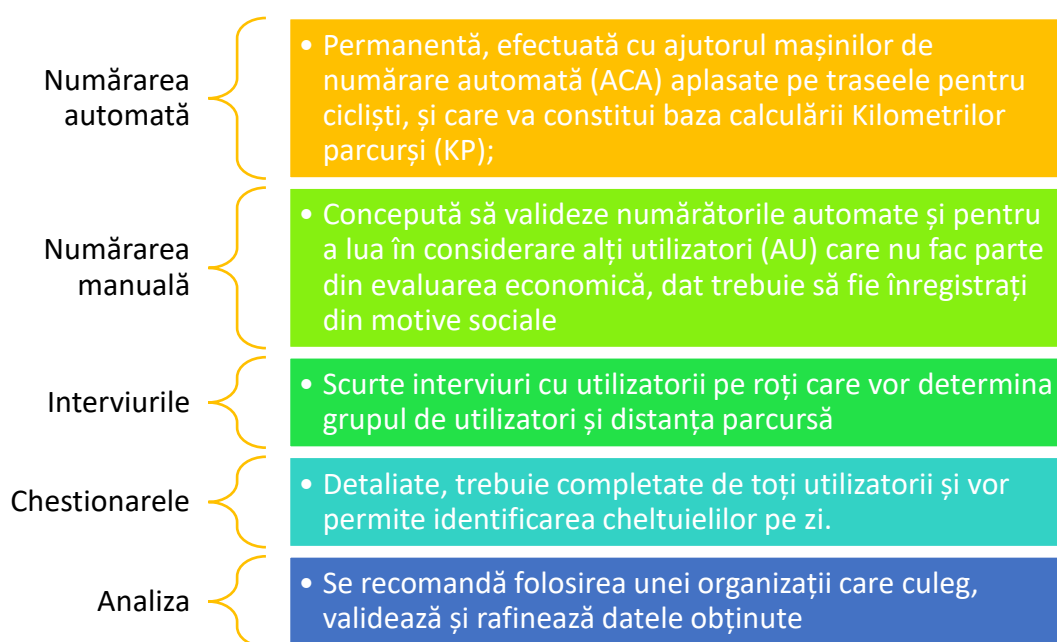 Numărarea
automată
• Permanentă, efectuată cu ajutorul mașinilor de
numărare automată (ACA) aplasate pe traseele pentru
cicliști, și care va constitui baza calculării Kilometrilor
parcurși (KP);
Numărarea
manuală
• Concepută să valideze numărătorile automate și pentru
a lua în considerare alți utilizatori (AU) care nu fac parte
din evaluarea economică, dat trebuie să fie înregistrați
din motive sociale
Interviurile
• Scurte interviuri cu utilizatorii pe roți care vor determina
grupul de utilizatori și distanța parcursă
Chestionarele
• Detaliate, trebuie completate de toți utilizatorii și vor
permite identificarea cheltuielilor pe zi.
Analiza
• Se recomandă folosirea unei organizații care culeg,
validează și rafinează datele obținute